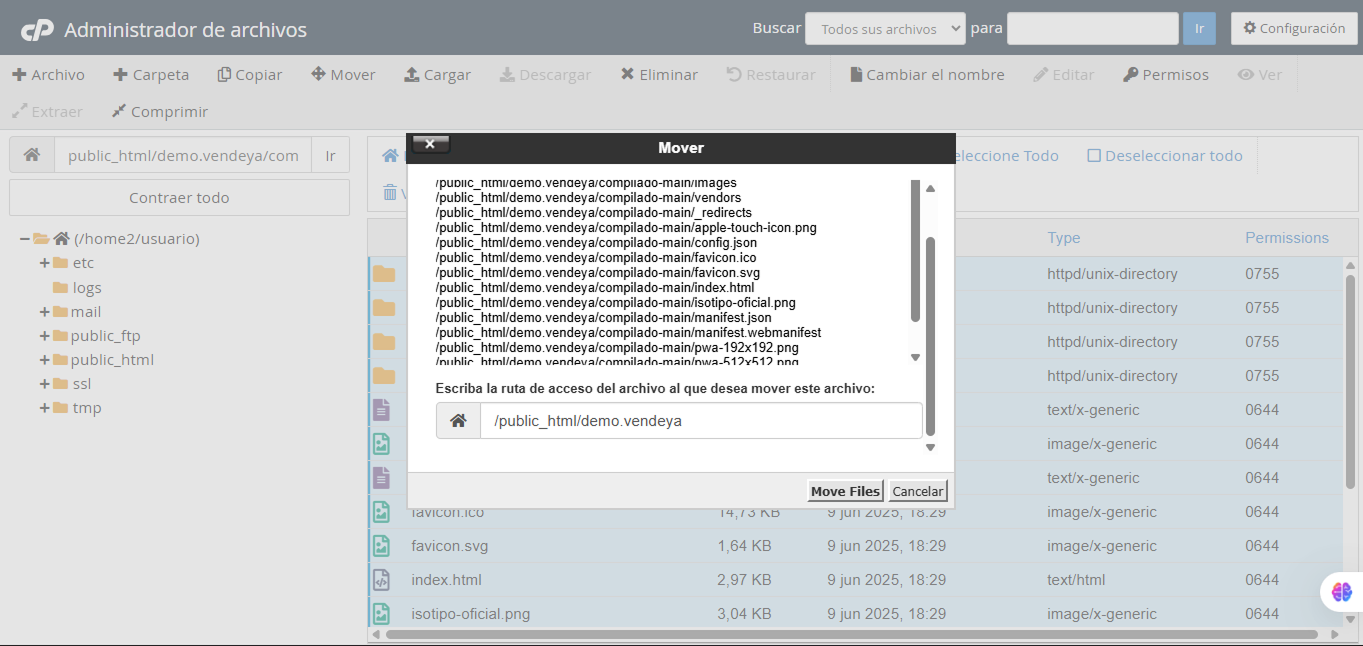 cP Administrador de archivos
Buscar Todos sus archivos para Ir Configuración
Archivo Carpeta Copiar Mover Cargar Descargar Eliminar Restaurar Cambiar el nombre Editar Permisos Ver
Extraer Comprimir
public_html/demo.vendeya/com Ir
Contraer todo
(/home2/usuario)
etc
logs
mail
public_ftp
public_html
ssl
tmp
eleccione Todo Deseleccionar todo
V
Type Permissions
httpd/unix-directory 0755
httpd/unix-directory 0755
httpd/unix-directory 0755
httpd/unix-directory 0755
text/x-generic 0644
image/x-generic 0644
text/x-generic 0644
favicon.ico 14,73 KB 9 jun 2025, 18:29 image/x-generic 0644
favicon.svg 1,64 KB 9 jun 2025, 18:29 image/x-generic 0644
index.html 2,97 KB 9 jun 2025, 18:29 text/html 0644
isotipo-oficial.png 3,04 KB 9 jun 2025, 18:29 image/x-generic 0644
Mover
/public_html/demo.vendeya/compilado-main/images
/public_html/demo.vendeya/compilado-main/vendors
/public_html/demo.vendeya/compilado-main/_redirects
/public_html/demo.vendeya/compilado-main/apple-touch-icon.png
/public_html/demo.vendeya/compilado-main/config.json
/public_html/demo.vendeya/compilado-main/favicon.ico
/public_html/demo.vendeya/compilado-main/favicon.svg
/public_html/demo.vendeya/compilado-main/index.html
/public_html/demo.vendeya/compilado-main/isotipo-oficial.png
/public_html/demo.vendeya/compilado-main/manifest.json
/public_html/demo.vendeya/compilado-main/manifest.webmanifest
/public_html/demo.vendeya/compilado-main/pwa-192x192.png
/public_html/demo.vendeya/compilado-main/pwa-512x512.png
Escriba la ruta de acceso del archivo al que desea mover este archivo:
/public_html/demo.vendeya
Move Files Cancelar